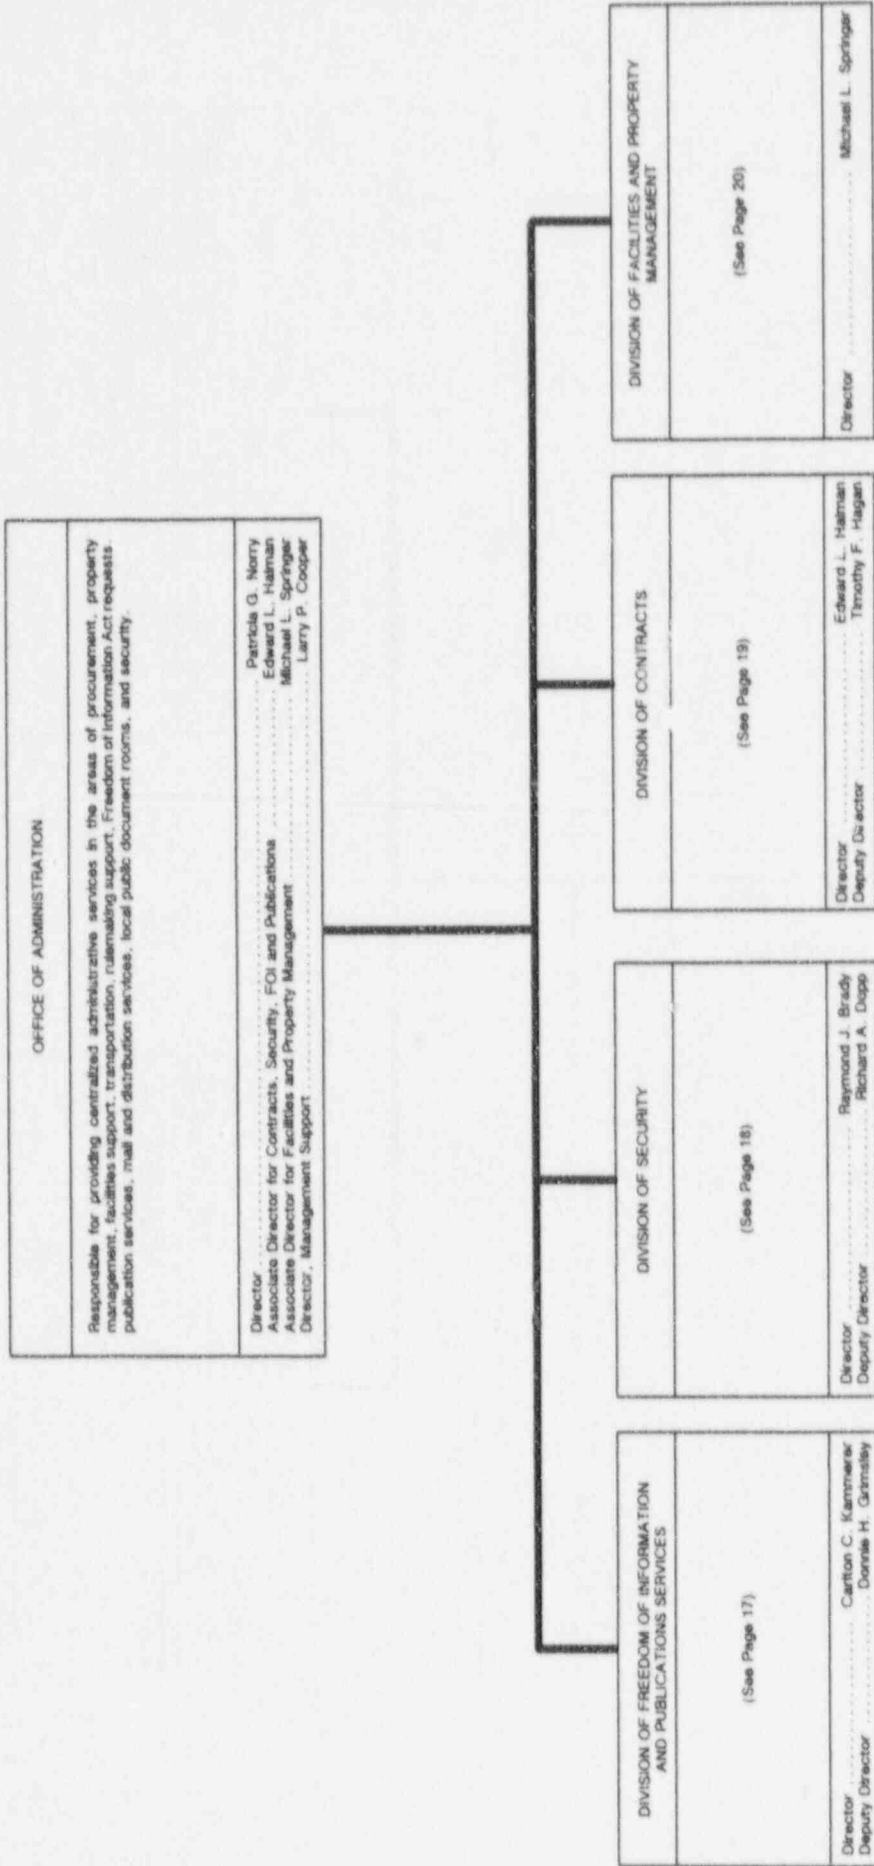 OFFICE OF ADMINISTRATION
Responsible for providing centralized administrative services in the areas of procurement, property
management, facilities support, transportation, rulemaking support, Freedom of Information Act requests,
publication services, mail and distribution services, local public document rooms, and security.
Director ........ Patricia G. Norry
Associate Director for Contracts, Security, FOI and Publications ........ Edward L. Halman
Associate Director for Facilities and Property Management ........ Michael L. Springer
Director, Management Support ........ Larry P. Cooper
DIVISION OF FREEDOM OF INFORMATION
AND PUBLICATIONS SERVICES
(See Page 17)
Director ........ Carlton C. Kammerer
Deputy Director ........ Donnie H. Grimsley
DIVISION OF SECURITY
(See Page 18)
Director ........ Raymond J. Brady
Deputy Director ........ Richard A. Dopp
DIVISION OF CONTRACTS
(See Page 19)
Director ........ Edward L. Halman
Deputy Director ........ Timothy F. Hagan
DIVISION OF FACILITIES AND PROPERTY
MANAGEMENT
(See Page 20)
Director ........ Michael L. Springer